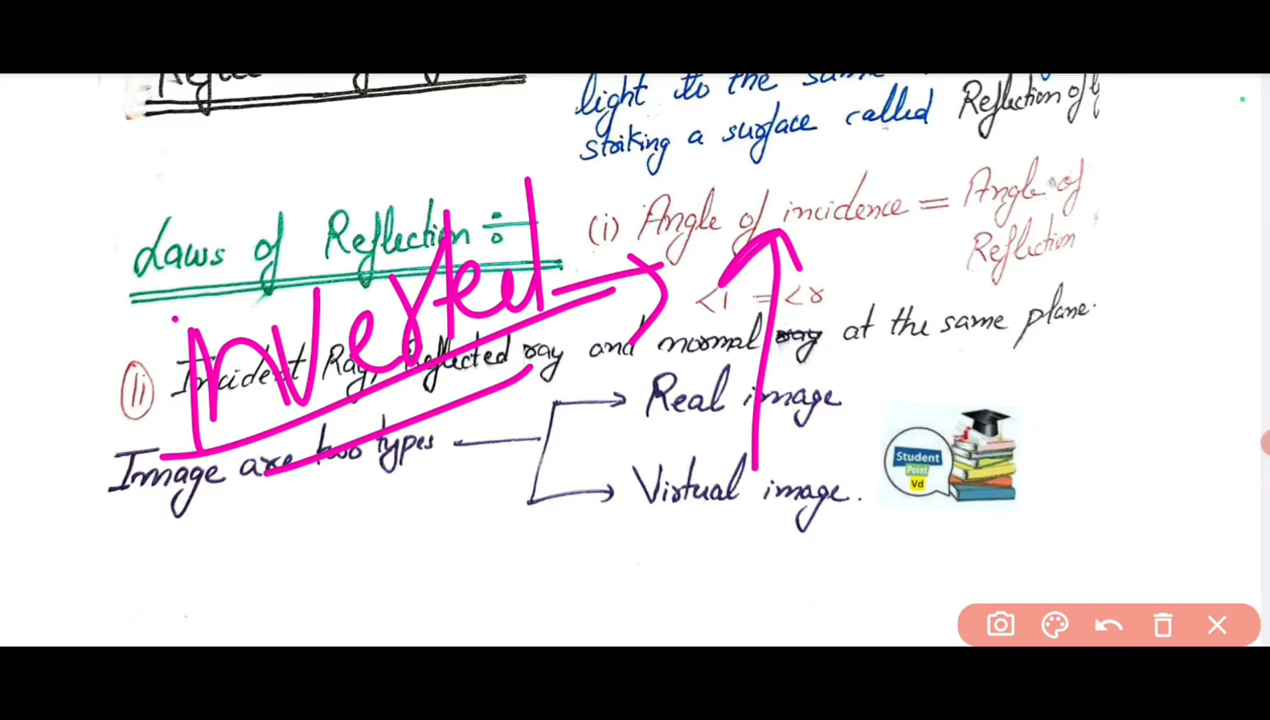 light to the same
striking a surface called Reflection of
Laws of Reflection ÷
(i) Angle of incidence = Angle of
Reflection
<i = <r
inverted
(ii) Incident Ray, Reflected ray and normal at the same plane.
Image are two types
Real image
Virtual image.
Student
Point
Vd